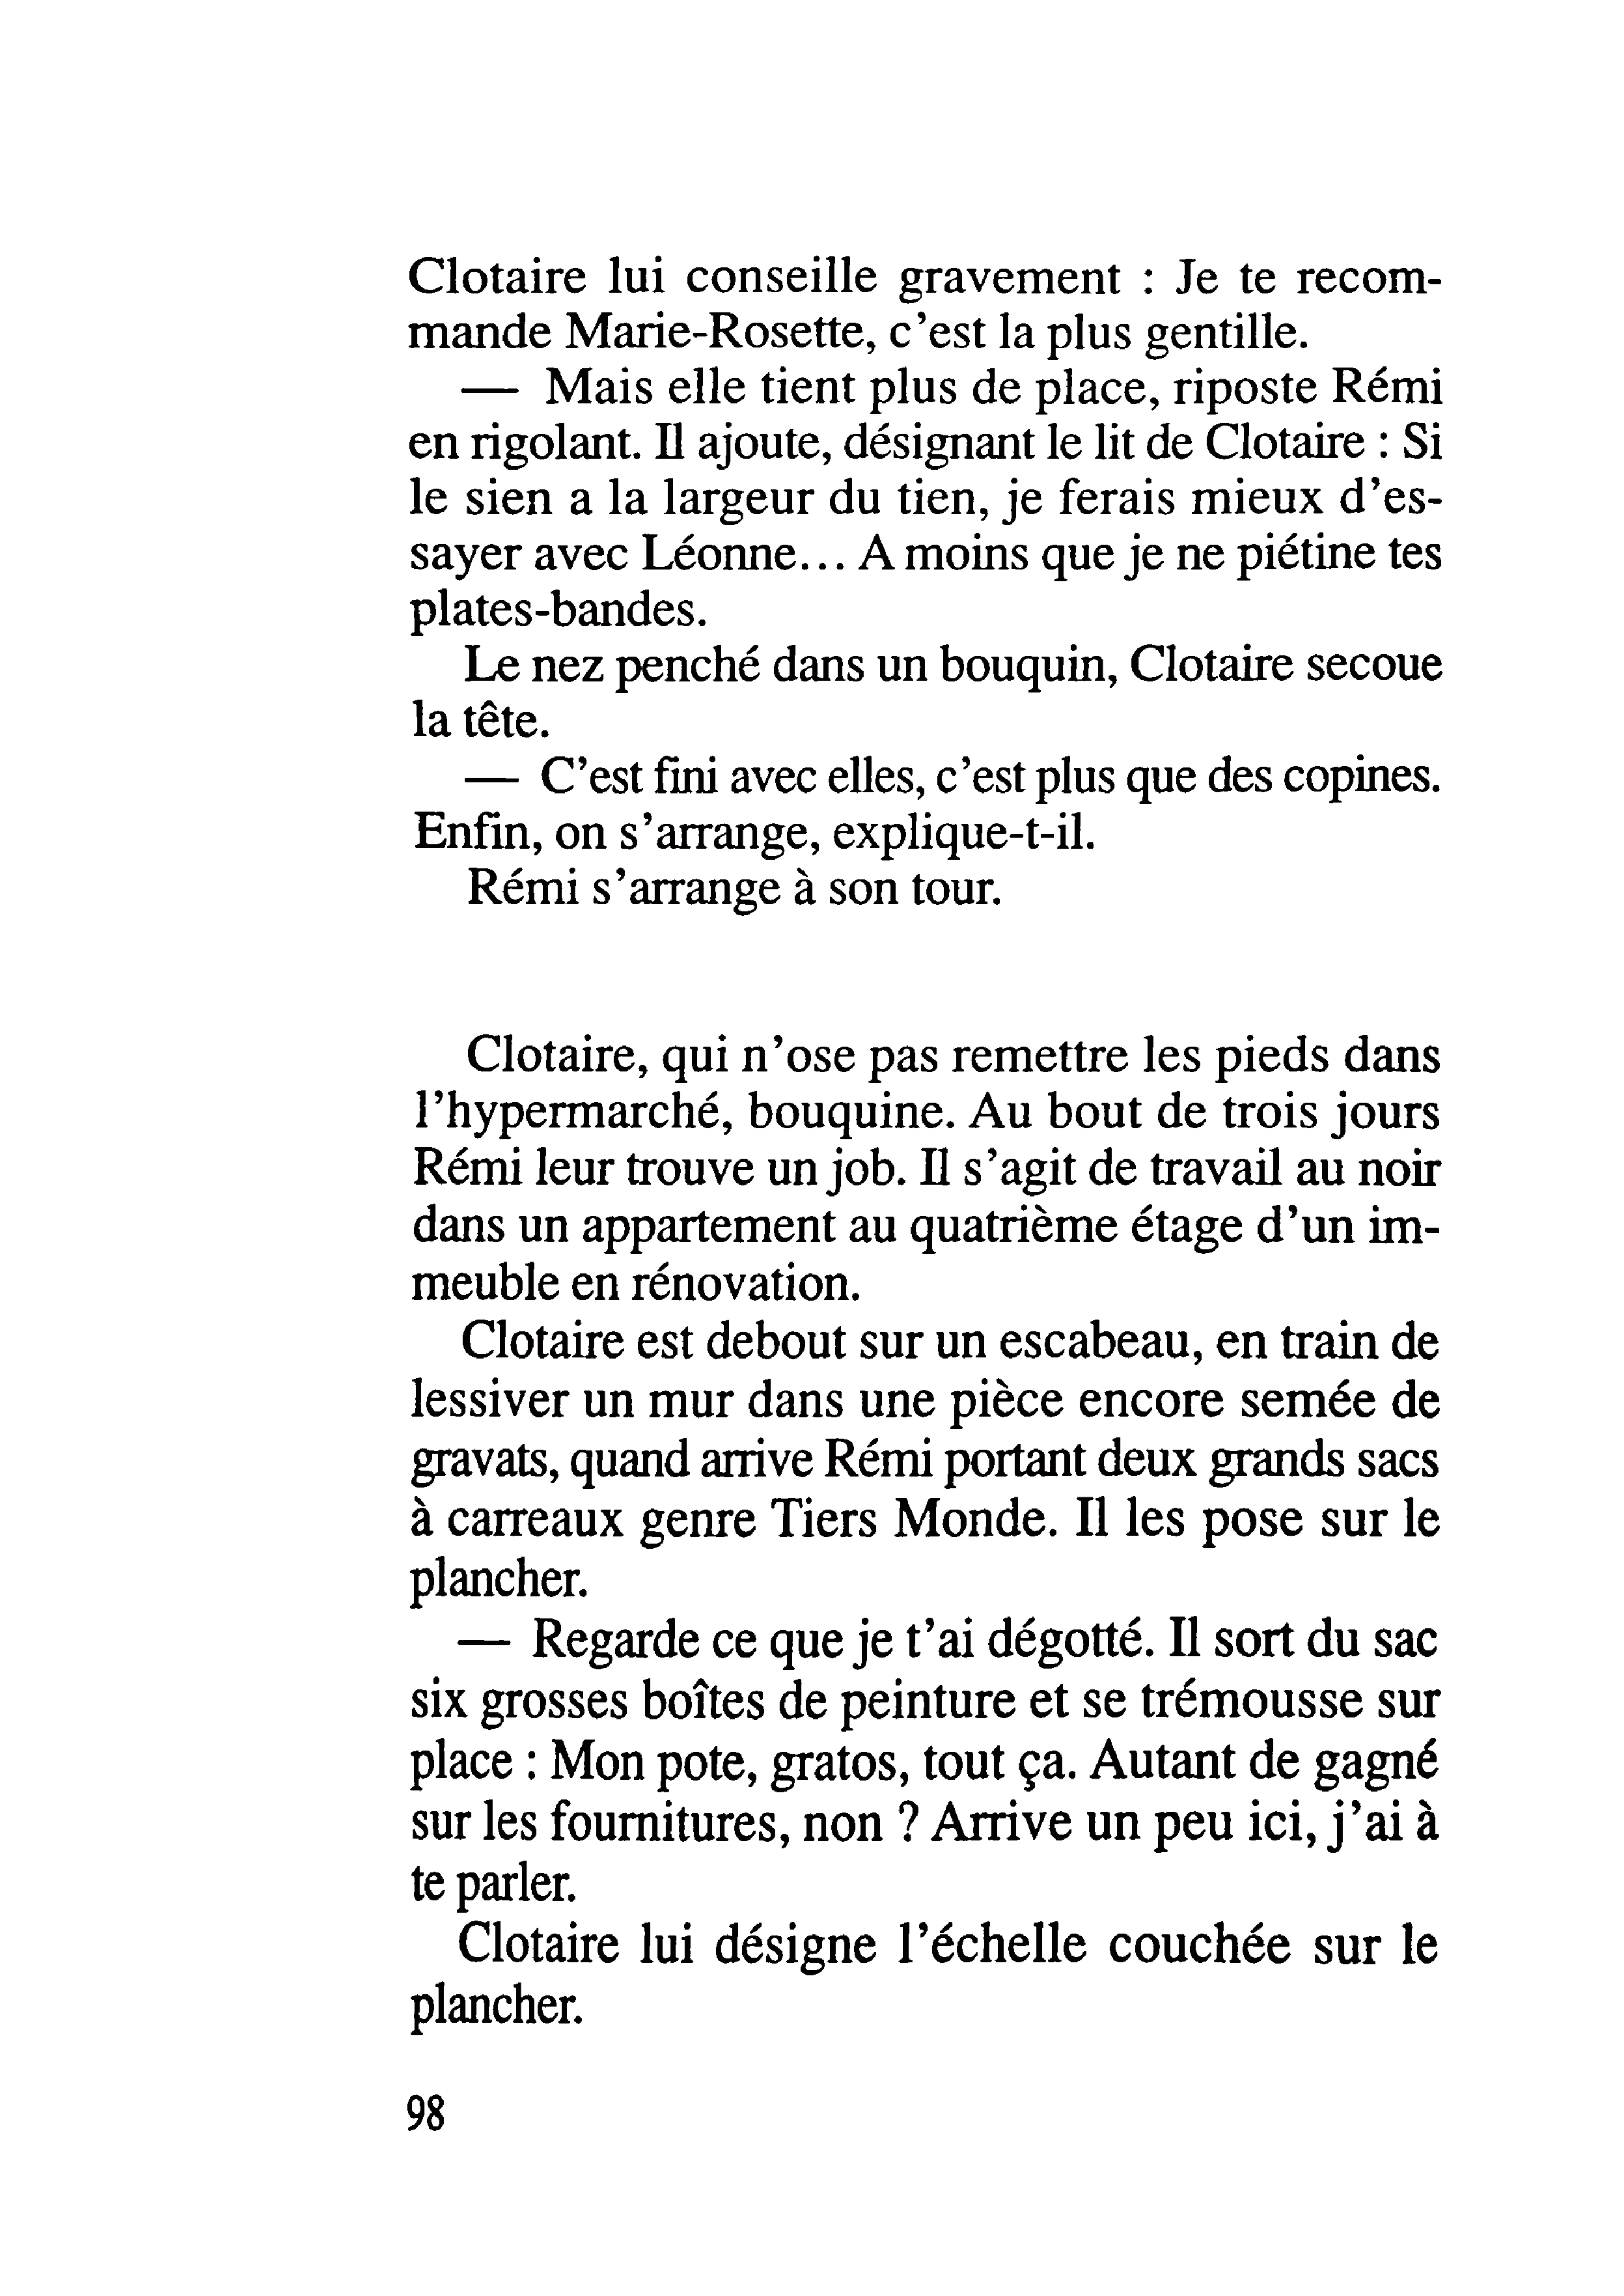 Clotaire lui conseille gravement : Je te recom-
mande Marie-Rosette, c'est la plus gentille.
— Mais elle tient plus de place, riposte Rémi
en rigolant. Il ajoute, désignant le lit de Clotaire : Si
le sien a la largeur du tien, je ferais mieux d'es-
sayer avec Léonne... A moins que je ne piétine tes
plates-bandes.
Le nez penché dans un bouquin, Clotaire secoue
la tête.
— C'est fini avec elles, c'est plus que des copines.
Enfin, on s'arrange, explique-t-il.
Rémi s'arrange à son tour.
Clotaire, qui n'ose pas remettre les pieds dans
l'hypermarché, bouquine. Au bout de trois jours
Rémi leur trouve un job. Il s'agit de travail au noir
dans un appartement au quatrième étage d'un im-
meuble en rénovation.
Clotaire est debout sur un escabeau, en train de
lessiver un mur dans une pièce encore semée de
gravats, quand arrive Rémi portant deux grands sacs
à carreaux genre Tiers Monde. Il les pose sur le
plancher.
— Regarde ce que je t'ai dégotté. Il sort du sac
six grosses boîtes de peinture et se trémousse sur
place : Mon pote, gratos, tout ça. Autant de gagné
sur les fournitures, non ? Arrive un peu ici, j'ai à
te parler.
Clotaire lui désigne l'échelle couchée sur le
plancher.
98